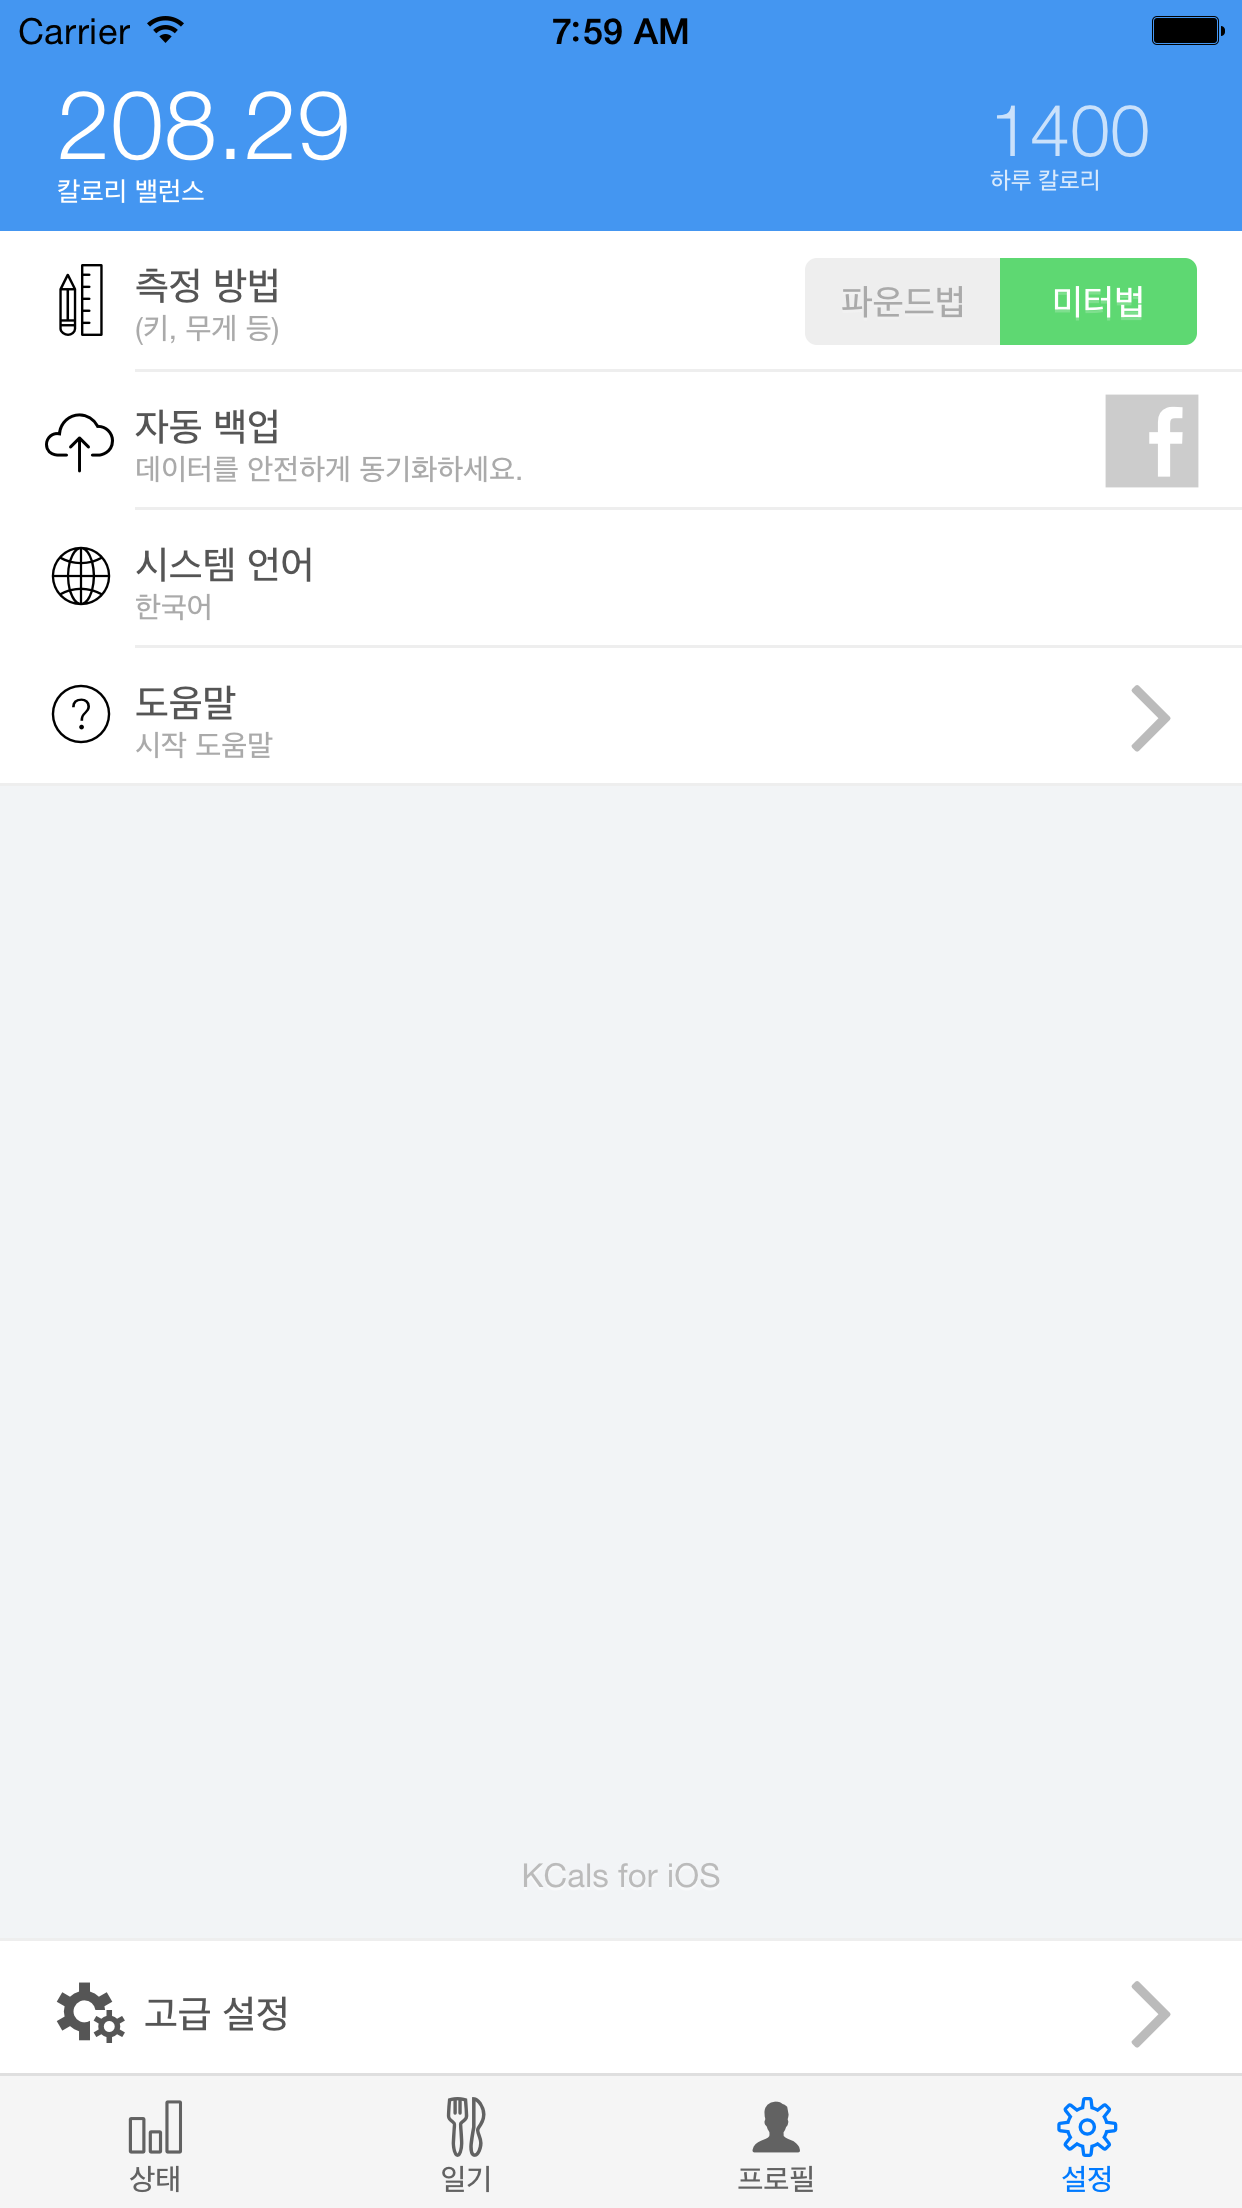 Carrier
7:59 AM
208.29
칼로리 밸런스
1400
하루 칼로리
측정 방법
(키, 무게 등)
파운드법
미터법
자동 백업
데이터를 안전하게 동기화하세요.
f
시스템 언어
한국어
?
도움말
시작 도움말
KCals for iOS
고급 설정
상태
일기
프로필
설정